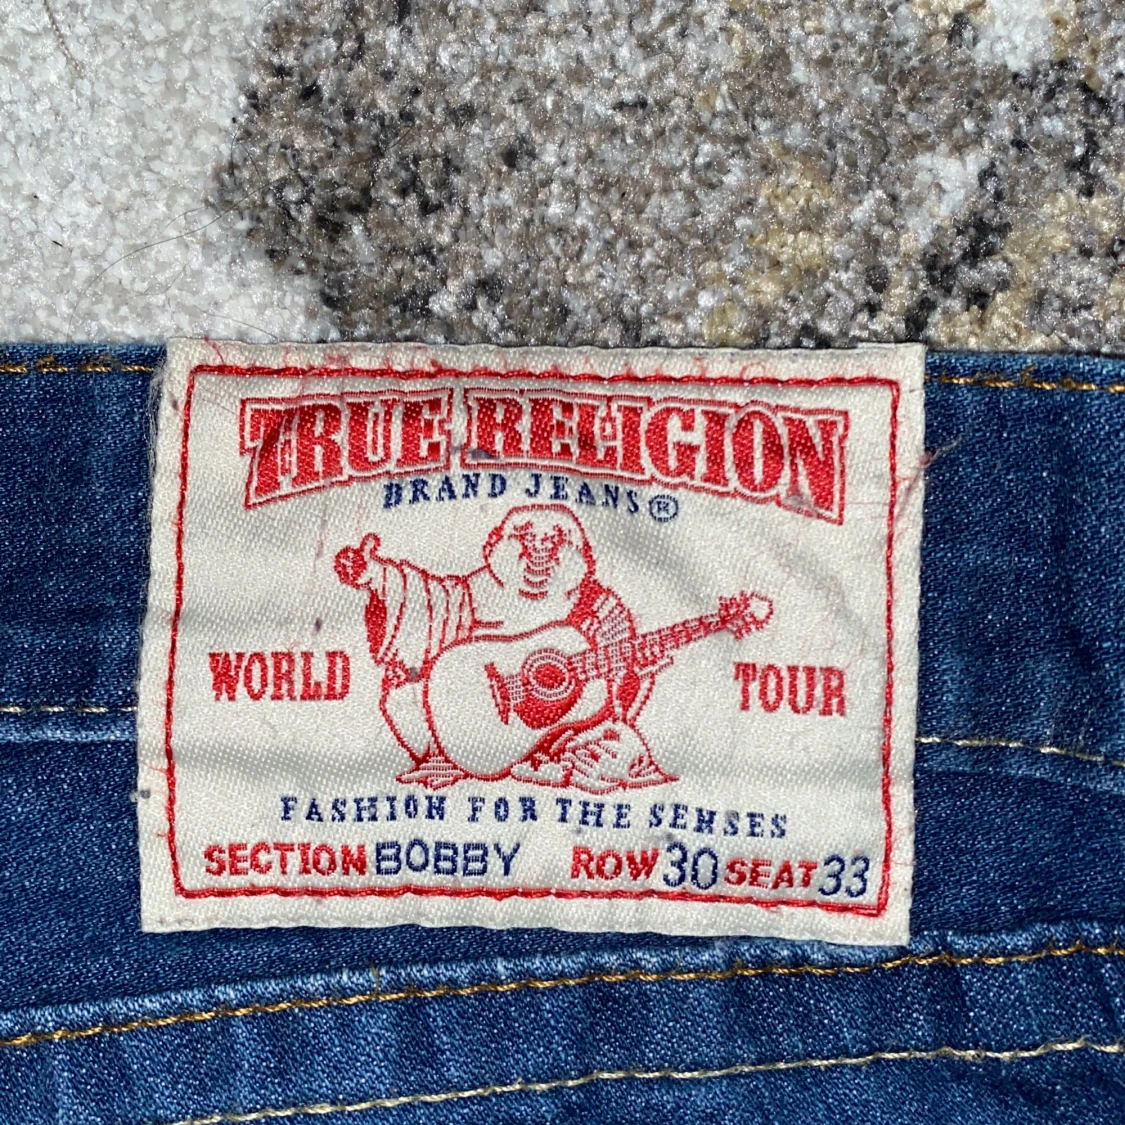 TRUE RELIGION
BRAND JEANS®
WORLD TOUR
FASHION FOR THE SENSES
SECTION BOBBY ROW 30 SEAT 33